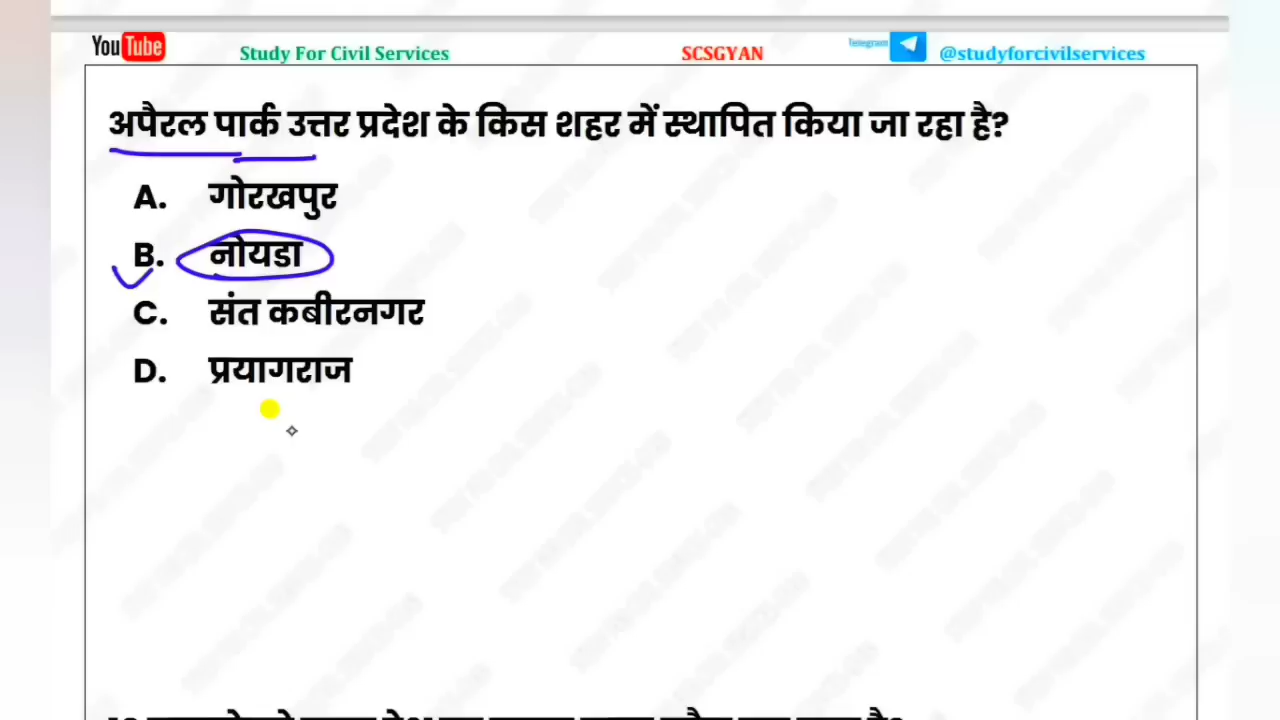 YouTube Study For Civil Services SCSGYAN Telegram @studyforcivilservices
अपैरल पार्क उत्तर प्रदेश के किस शहर में स्थापित किया जा रहा है?
A. गोरखपुर
B. नोयडा
C. संत कबीरनगर
D. प्रयागराज